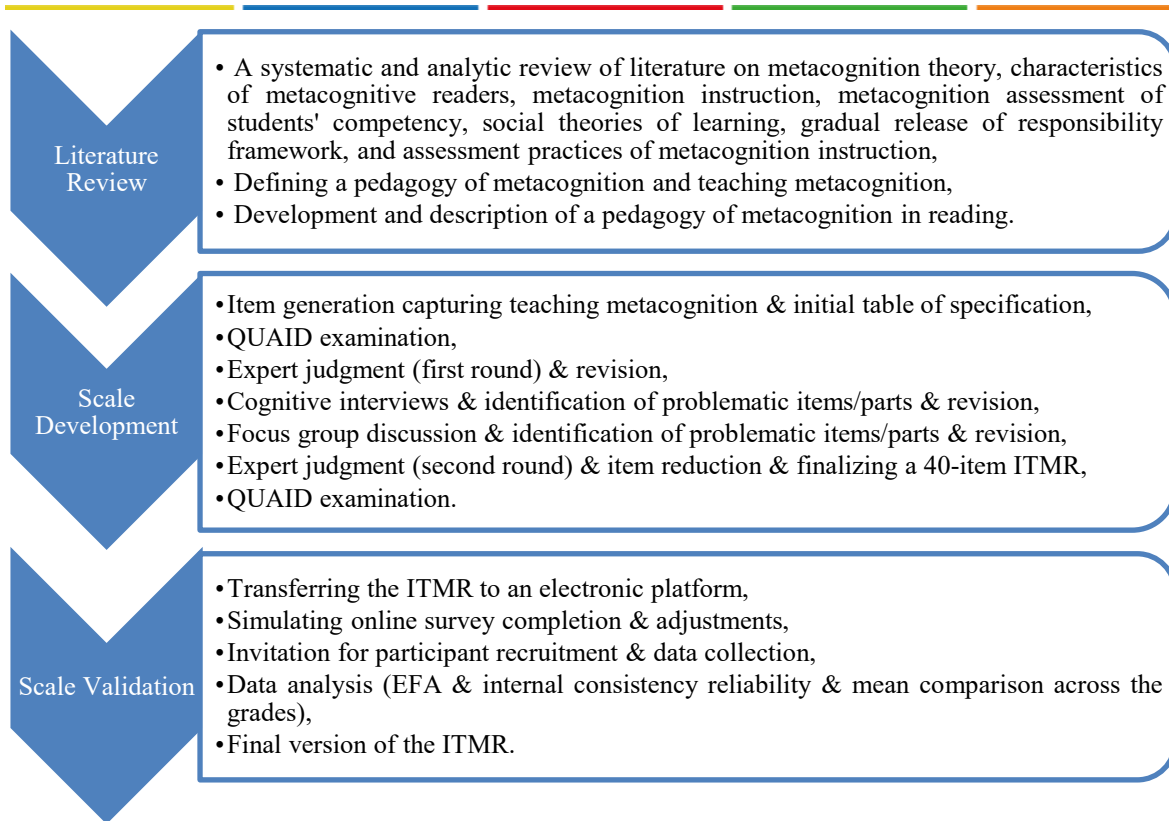 Literature
Review
• A systematic and analytic review of literature on metacognition theory, characteristics
of metacognitive readers, metacognition instruction, metacognition assessment of
students' competency, social theories of learning, gradual release of responsibility
framework, and assessment practices of metacognition instruction,
• Defining a pedagogy of metacognition and teaching metacognition,
• Development and description of a pedagogy of metacognition in reading.
Scale
Development
•Item generation capturing teaching metacognition & initial table of specification,
•QUAID examination,
•Expert judgment (first round) & revision,
•Cognitive interviews & identification of problematic items/parts & revision,
•Focus group discussion & identification of problematic items/parts & revision,
•Expert judgment (second round) & item reduction & finalizing a 40-item ITMR,
•QUAID examination.
Scale Validation
•Transferring the ITMR to an electronic platform,
•Simulating online survey completion & adjustments,
•Invitation for participant recruitment & data collection,
•Data analysis (EFA & internal consistency reliability & mean comparison across the
grades),
•Final version of the ITMR.